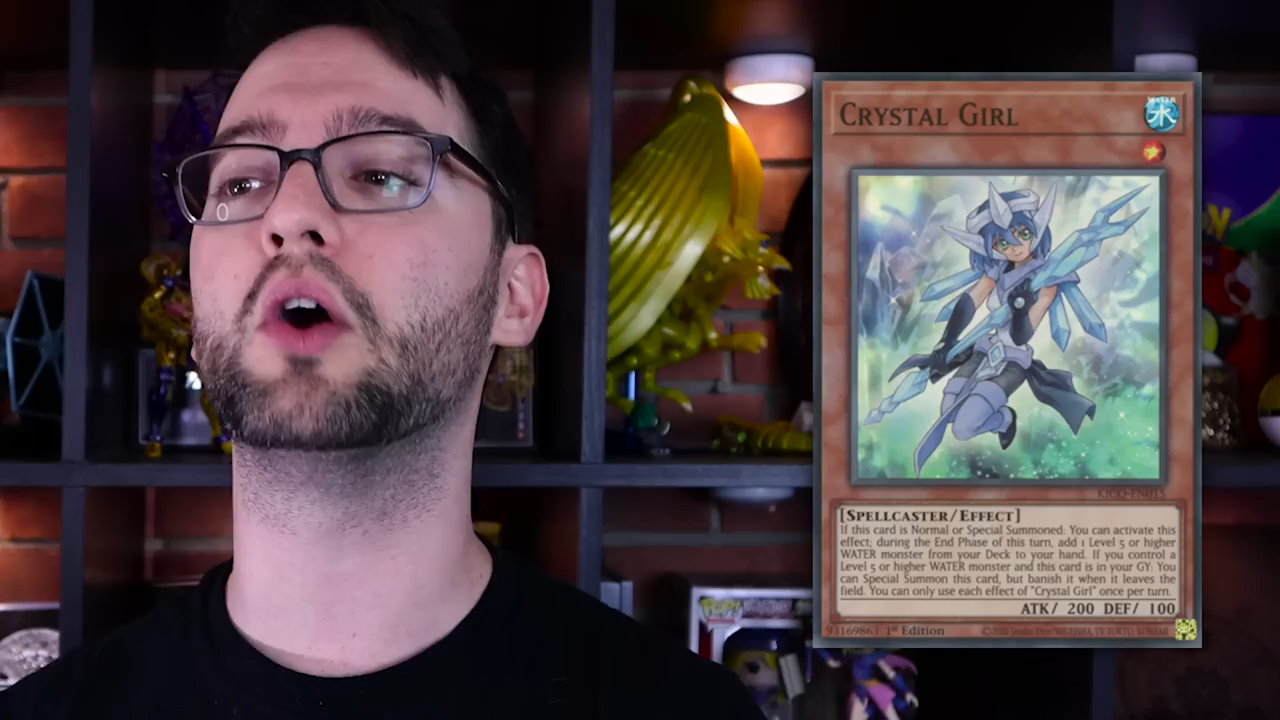 CRYSTAL GIRL
WATER
水
KICO-EN015
[SPELLCASTER/EFFECT]
If this card is Normal or Special Summoned: You can activate this
effect; during the End Phase of this turn, add 1 Level 5 or higher
WATER monster from your Deck to your hand. If you control a
Level 5 or higher WATER monster and this card is in your GY: You
can Special Summon this card, but banish it when it leaves the
field. You can only use each effect of "Crystal Girl" once per turn.
ATK/ 200 DEF/ 100
93169863 1st Edition
POP!